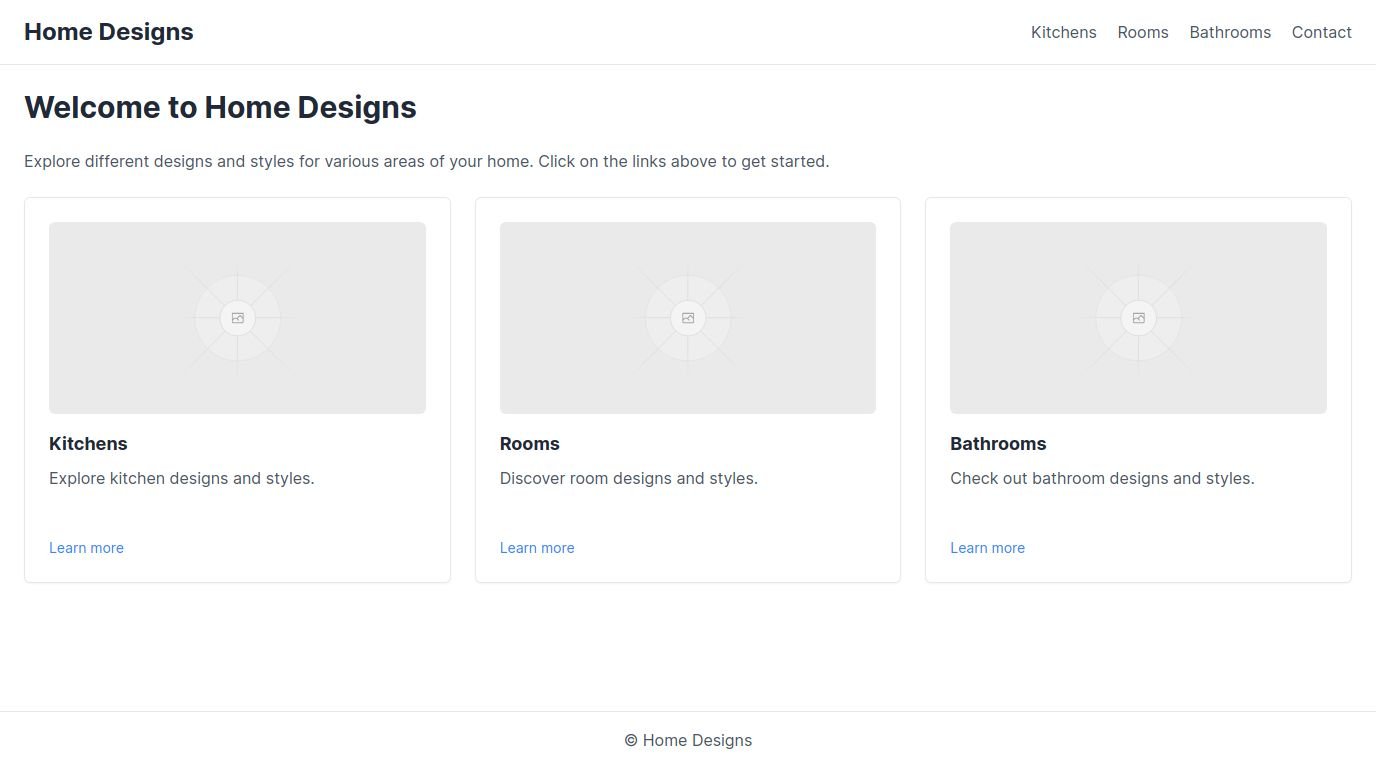 Home Designs
Kitchens Rooms Bathrooms Contact
Welcome to Home Designs
Explore different designs and styles for various areas of your home. Click on the links above to get started.
Kitchens
Explore kitchen designs and styles.
Learn more
Rooms
Discover room designs and styles.
Learn more
Bathrooms
Check out bathroom designs and styles.
Learn more
© Home Designs